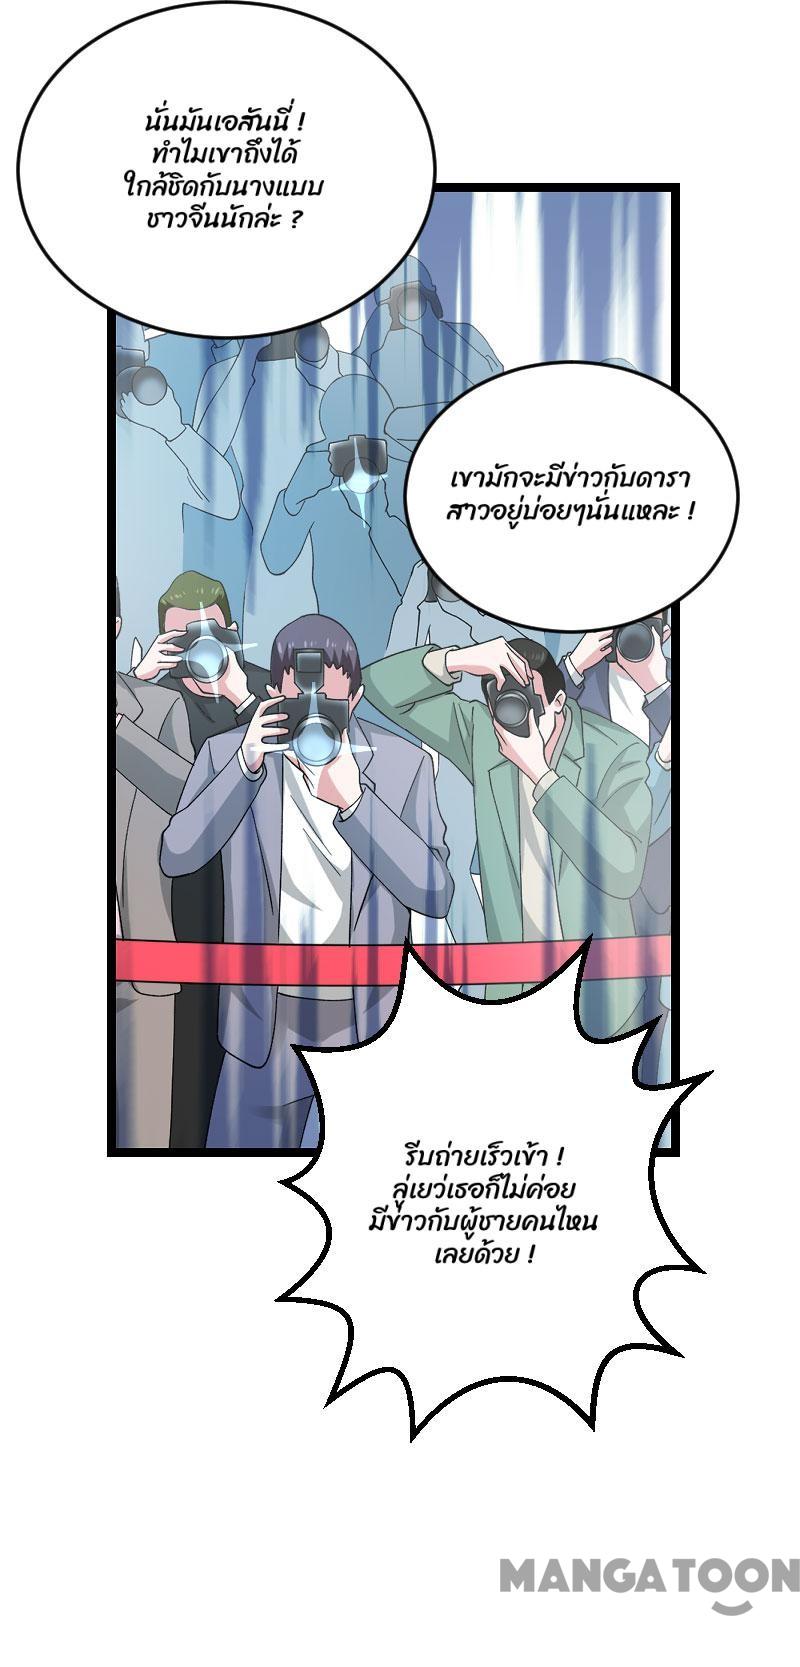 นั่นมันเอสันนี่ !
ทำไมเขาถึงได้
ใกล้ชิดกับนางแบบ
ชาวจีนนักล่ะ ?
เขามักจะมีข่าวกับดารา
สาวอยู่บ่อยๆนั่นแหละ !
รีบถ่ายเร็วเข้า !
ลู่เยว่เธอก็ไม่ค่อย
มีข่าวกับผู้ชายคนไหน
เลยด้วย !
MANGATOON